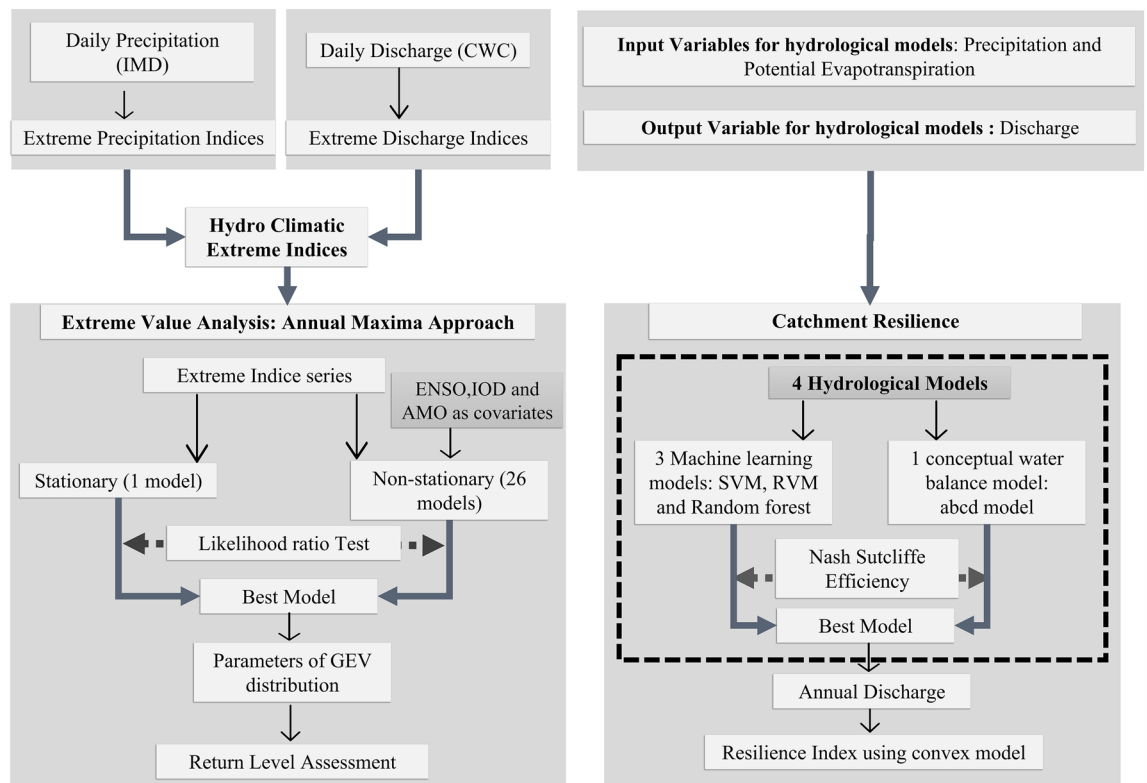 Daily Precipitation
(IMD)
Extreme Precipitation Indices
Daily Discharge (CWC)
Extreme Discharge Indices
Hydro Climatic
Extreme Indices
Extreme Value Analysis: Annual Maxima Approach
Extreme Indice series
ENSO,IOD and
AMO as covariates
Stationary (1 model)
Non-stationary (26
models)
Likelihood ratio Test
Best Model
Parameters of GEV
distribution
Return Level Assessment
Input Variables for hydrological models: Precipitation and
Potential Evapotranspiration
Output Variable for hydrological models : Discharge
Catchment Resilience
4 Hydrological Models
3 Machine learning
models: SVM, RVM
and Random forest
1 conceptual water
balance model:
abcd model
Nash Sutcliffe
Efficiency
Best Model
Annual Discharge
Resilience Index using convex model